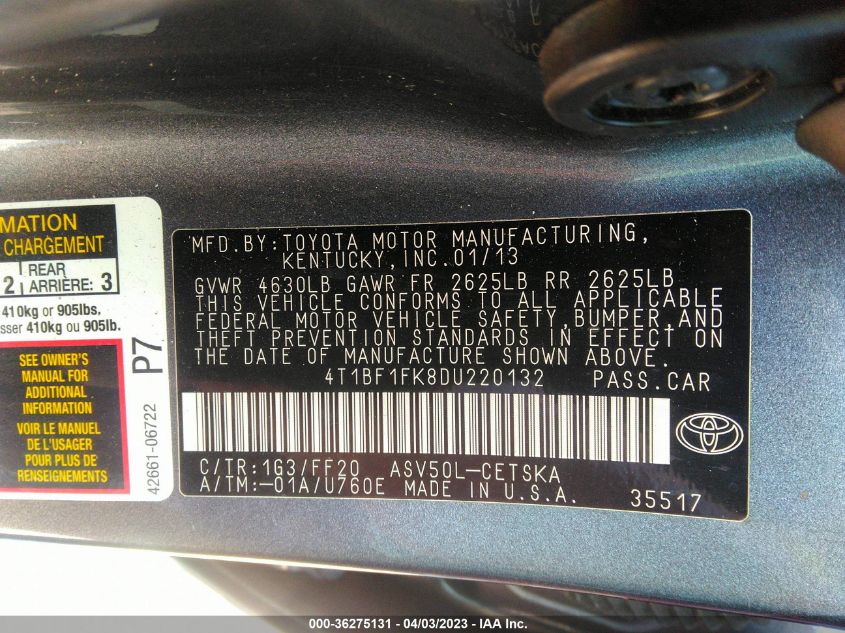 MATION
CHARGEMENT
2 REAR ARRIÈRE: 3
410kg or 905lbs,
sser 410kg ou 905lb.
SEE OWNER'S
MANUAL FOR
ADDITIONAL
INFORMATION
VOIR LE MANUEL
DE L'USAGER
POUR PLUS DE
RENSEIGNEMENTS
P7
42661-06722
MFD.BY:TOYOTA MOTOR MANUFACTURING,
KENTUCKY,INC.01/13
GVWR 4630LB GAWR FR 2625LB RR 2625LB
THIS VEHICLE CONFORMS TO ALL APPLICABLE
FEDERAL MOTOR VEHICLE SAFETY,BUMPER,AND
THEFT PREVENTION STANDARDS IN EFFECT ON
THE DATE OF MANUFACTURE SHOWN ABOVE.
4T1BF1FK8DU220132 PASS.CAR
C/TR:1G3/FF20 ASV50L-CETSKA
A/TM:-01A/U760E MADE IN U.S.A. 35517
000-36275131 - 04/03/2023 - IAA Inc.